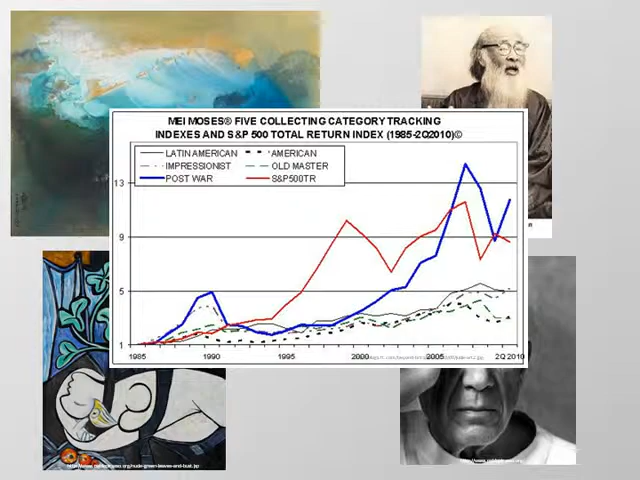 MEI MOSES® FIVE COLLECTING CATEGORY TRACKING
INDEXES AND S&P 500 TOTAL RETURN INDEX (1985-2Q2010)©
LATIN AMERICAN
AMERICAN
IMPRESSIONIST
OLD MASTER
POST WAR
S&P500TR
13
9
5
1
1985
1990
1995
2000
2005
2Q 2010